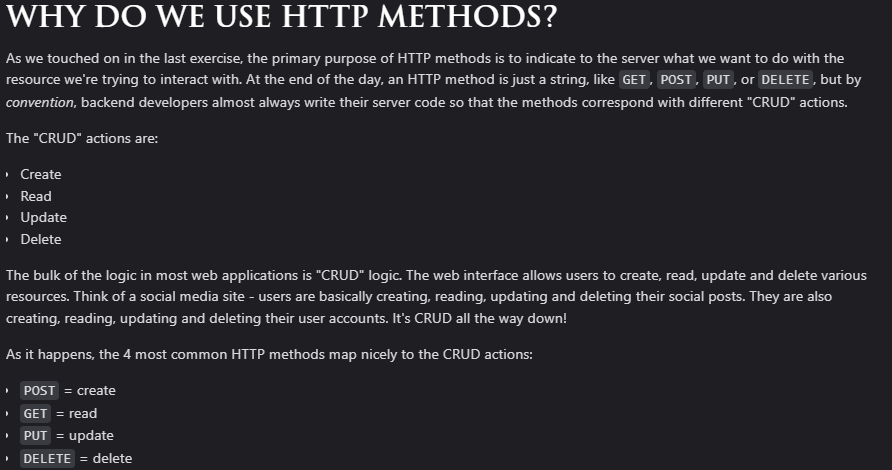 WHY DO WE USE HTTP METHODS?
As we touched on in the last exercise, the primary purpose of HTTP methods is to indicate to the server what we want to do with the
resource we're trying to interact with. At the end of the day, an HTTP method is just a string, like GET, POST, PUT, or DELETE, but by
convention, backend developers almost always write their server code so that the methods correspond with different "CRUD" actions.
The "CRUD" actions are:
• Create
• Read
• Update
• Delete
The bulk of the logic in most web applications is "CRUD" logic. The web interface allows users to create, read, update and delete various
resources. Think of a social media site - users are basically creating, reading, updating and deleting their social posts. They are also
creating, reading, updating and deleting their user accounts. It's CRUD all the way down!
As it happens, the 4 most common HTTP methods map nicely to the CRUD actions:
• POST = create
• GET = read
• PUT = update
• DELETE = delete